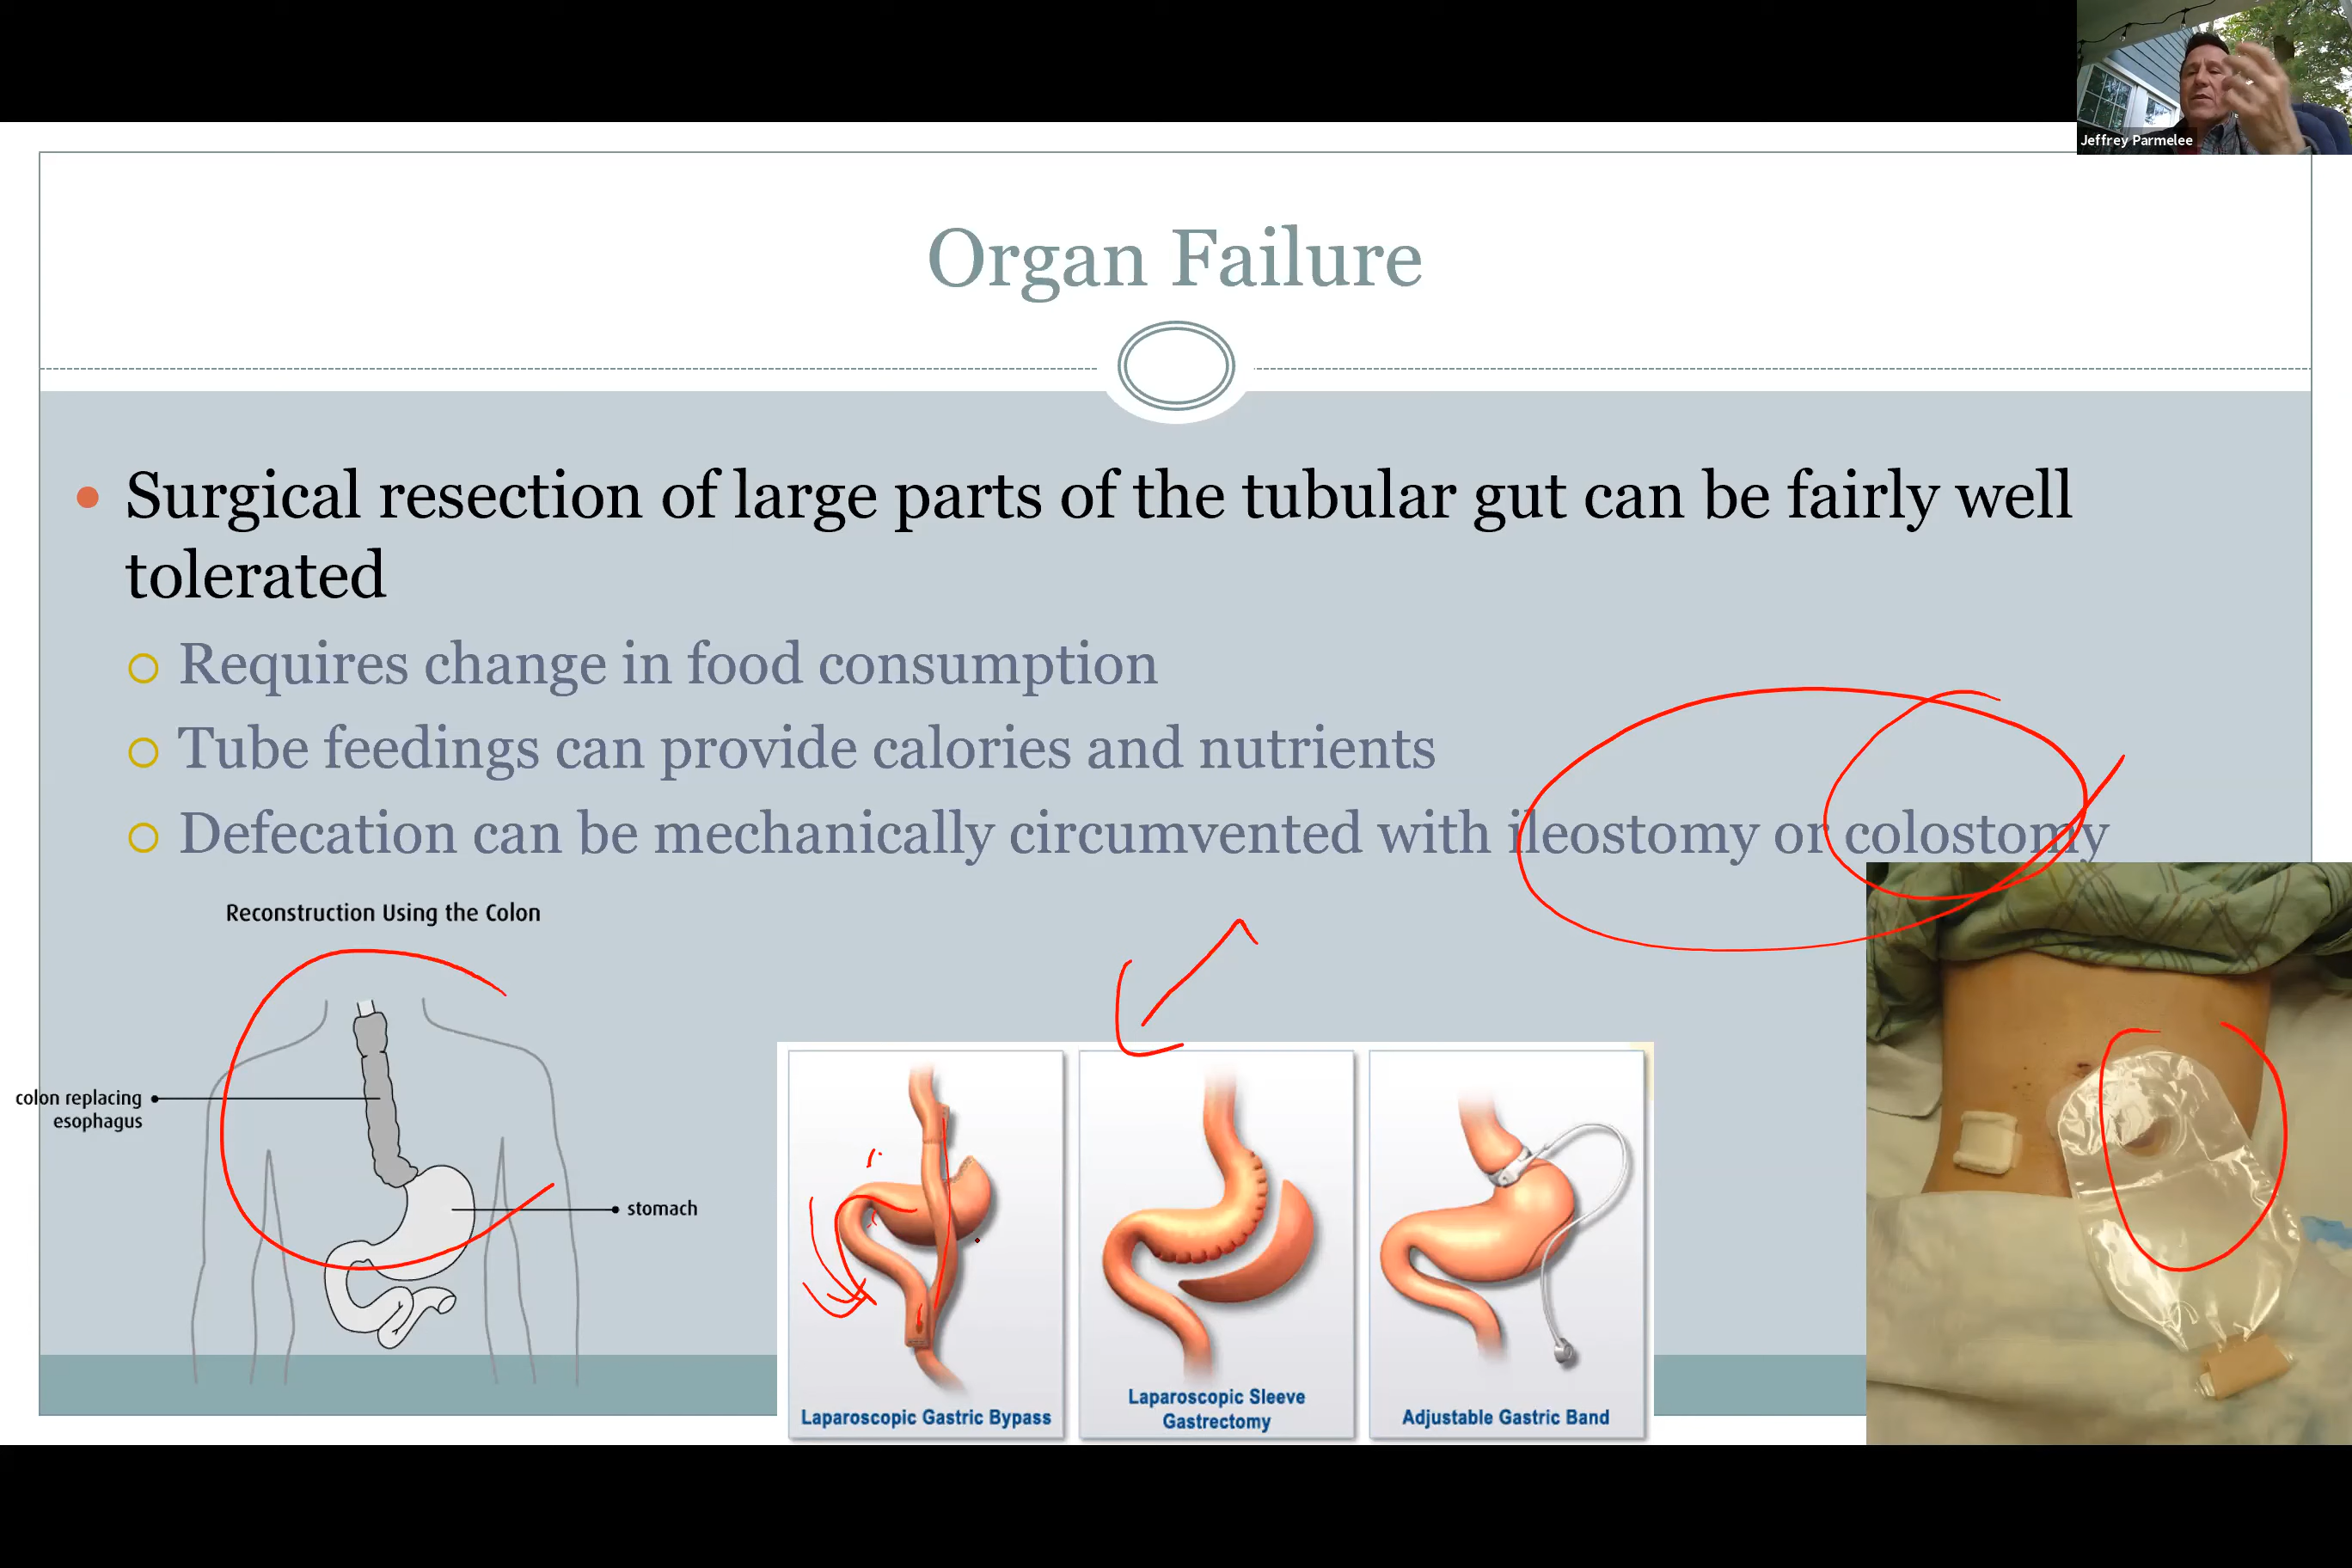 Jeffrey Parmelee
Organ Failure
Surgical resection of large parts of the tubular gut can be fairly well
tolerated
Requires change in food consumption
Tube feedings can provide calories and nutrients
Defecation can be mechanically circumvented with ileostomy or colostomy
Reconstruction Using the Colon
colon replacing
esophagus
stomach
Laparoscopic Gastric Bypass
Laparoscopic Sleeve
Gastrectomy
Adjustable Gastric Band